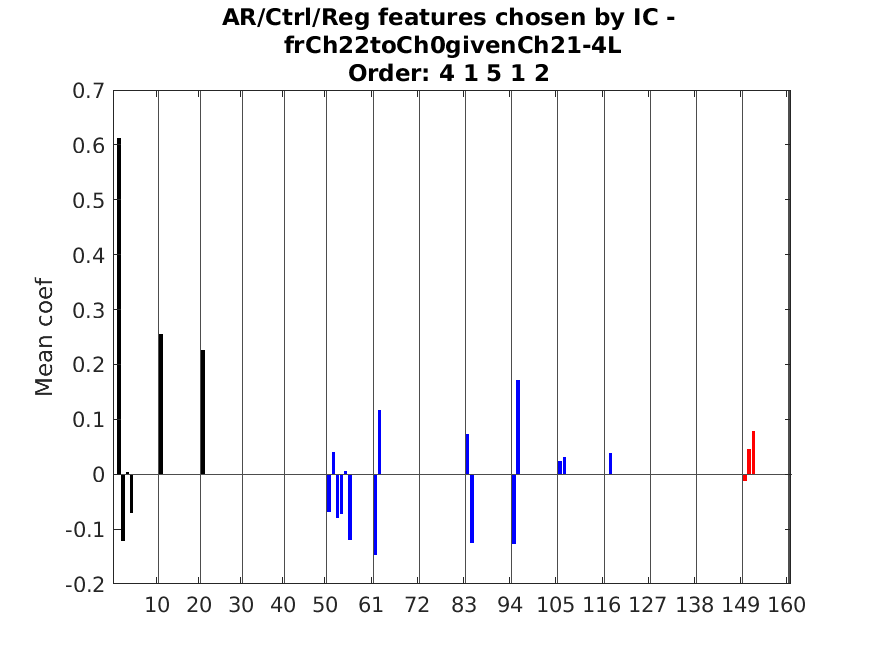 AR/Ctrl/Reg features chosen by IC -
frCh22toCh0givenCh21-4L
Order: 4 1 5 1 2
0.7
0.6
0.5
0.4
0.3
0.2
0.1
0
-0.1
-0.2
Mean coef
10 20 30 40 50 61 72 83 94 105 116 127 138 149 160